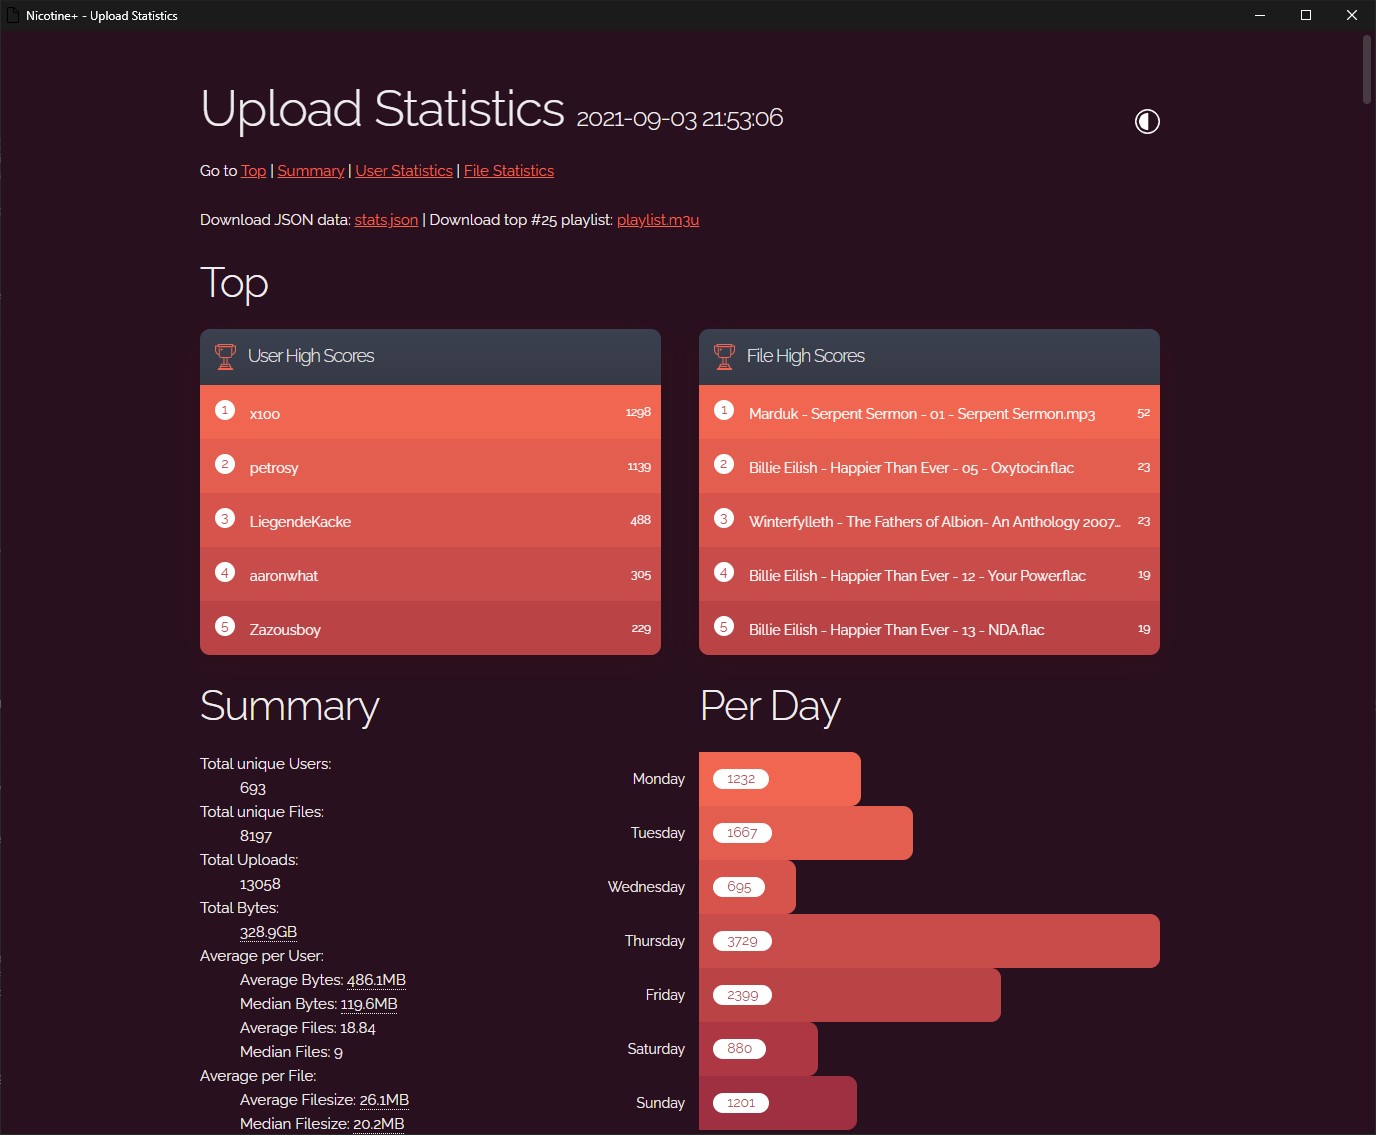 Nicotine+ - Upload Statistics
Upload Statistics 2021-09-03 21:53:06
Go to Top | Summary | User Statistics | File Statistics
Download JSON data: stats.json | Download top #25 playlist: playlist.m3u
Top
User High Scores
1 x100 1298
2 petrosy 1139
3 LiegendeKacke 488
4 aaronwhat 305
5 Zazousboy 229
File High Scores
1 Marduk - Serpent Sermon - 01 - Serpent Sermon.mp3 52
2 Billie Eilish - Happier Than Ever - 05 - Oxytocin.flac 23
3 Winterfylleth - The Fathers of Albion- An Anthology 2007... 23
4 Billie Eilish - Happier Than Ever - 12 - Your Power.flac 19
5 Billie Eilish - Happier Than Ever - 13 - NDA.flac 19
Summary
Total unique Users:
693
Total unique Files:
8197
Total Uploads:
13058
Total Bytes:
328.9GB
Average per User:
Average Bytes: 486.1MB
Median Bytes: 119.6MB
Average Files: 18.84
Median Files: 9
Average per File:
Average Filesize: 26.1MB
Median Filesize: 20.2MB
Per Day
Monday 1232
Tuesday 1667
Wednesday 695
Thursday 3729
Friday 2399
Saturday 880
Sunday 1201